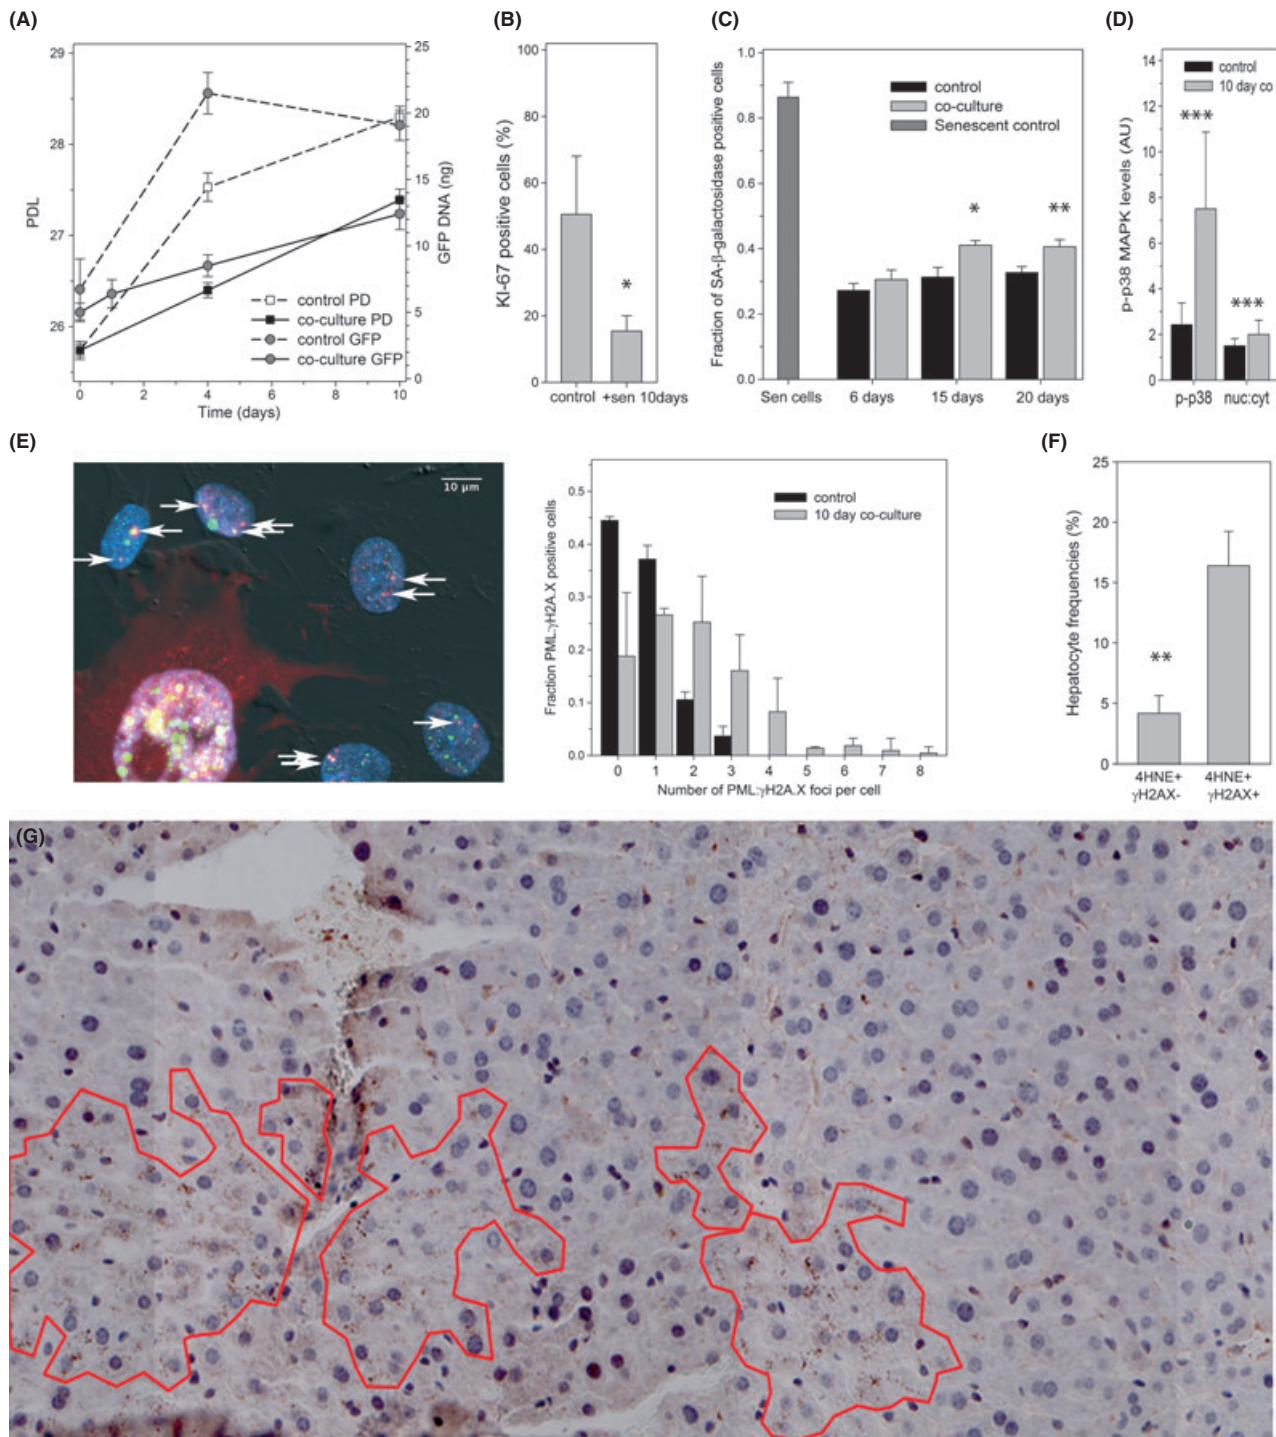 (A)
29
28
27
26
PDL
25
20
15
10
5
0
GFP DNA (ng)
control PD
co-culture PD
control GFP
co-culture GFP
0 2 4 6 8 10
Time (days)
(B)
100
80
60
40
20
0
KI-67 positive cells (%)
*
control +sen 10days
(C)
1.0
0.8
0.6
0.4
0.2
0.0
Fraction of SA-β-galactosidase positive cells
control
co-culture
Senescent control
* **
Sen cells 6 days 15 days 20 days
(D)
14
12
10
8
6
4
2
0
p-p38 MAPK levels (AU)
control
10 day co
***
***
p-p38 nuc:cyt
(E)
10 µm
0.5
0.4
0.3
0.2
0.1
0.0
Fraction PML:γH2A.X positive cells
control
10 day co-culture
0 1 2 3 4 5 6 7 8
Number of PML:γH2A.X foci per cell
(F)
25
20
15
10
5
0
Hepatocyte frequencies (%)
**
4HNE+ 4HNE+
γH2AX- γH2AX+
(G)